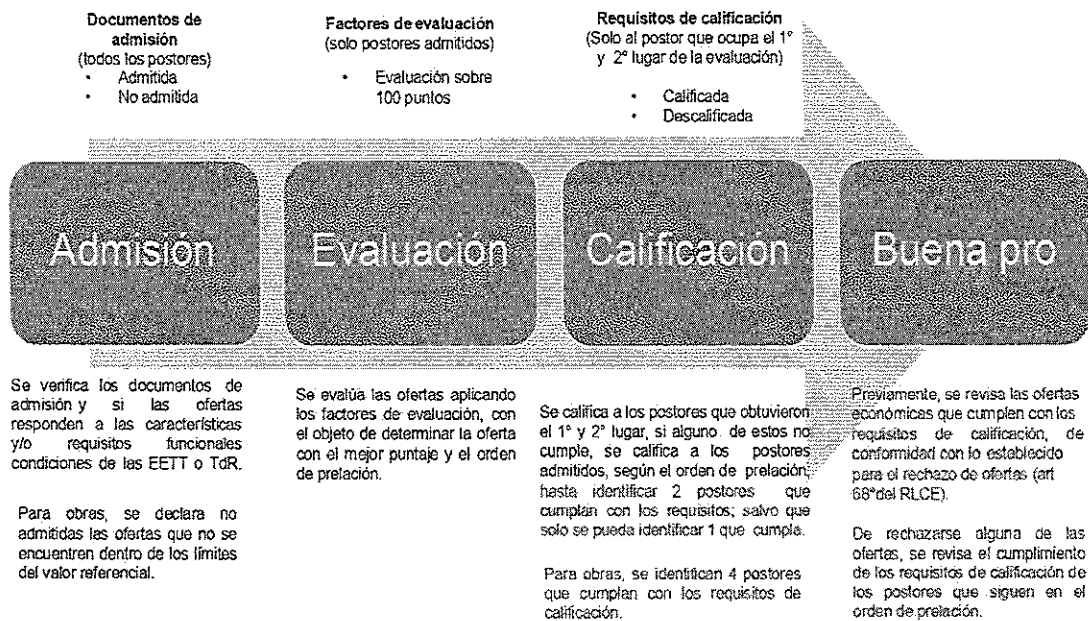 Documentos de
admisión
(todos los postores)
• Admitida
• No admitida
Factores de evaluación
(solo postores admitidos)
• Evaluación sobre
100 puntos
Requisitos de calificación
(Solo al postor que ocupa el 1°
y 2° lugar de la evaluación)
• Calificada
• Descalificada
Admisión
Evaluación
Calificación
Buena pro
Se verifica los documentos de
admisión y si las ofertas
responden a las características
y/o requisitos funcionales
condiciones de las EETT o TdR.
Para obras, se declara no
admitidas las ofertas que no se
encuentren dentro de los límites
del valor referencial.
Se evalúa las ofertas aplicando
los factores de evaluación, con
el objeto de determinar la oferta
con el mejor puntaje y el orden
de prelación.
Se califica a los postores que obtuvieron
el 1° y 2° lugar, si alguno de estos no
cumple, se califica a los postores
admitidos, según el orden de prelación,
hasta identificar 2 postores que
cumplan con los requisitos; salvo que
solo se pueda identificar 1 que cumpla.
Para obras, se identifican 4 postores
que cumplan con los requisitos de
calificación.
Previamente, se revisa las ofertas
económicas que cumplen con los
requisitos de calificación, de
conformidad con lo establecido
para el rechazo de ofertas (art
68°del RLCE).
De rechazarse alguna de las
ofertas, se revisa el cumplimiento
de los requisitos de calificación de
los postores que siguen en el
orden de prelación.